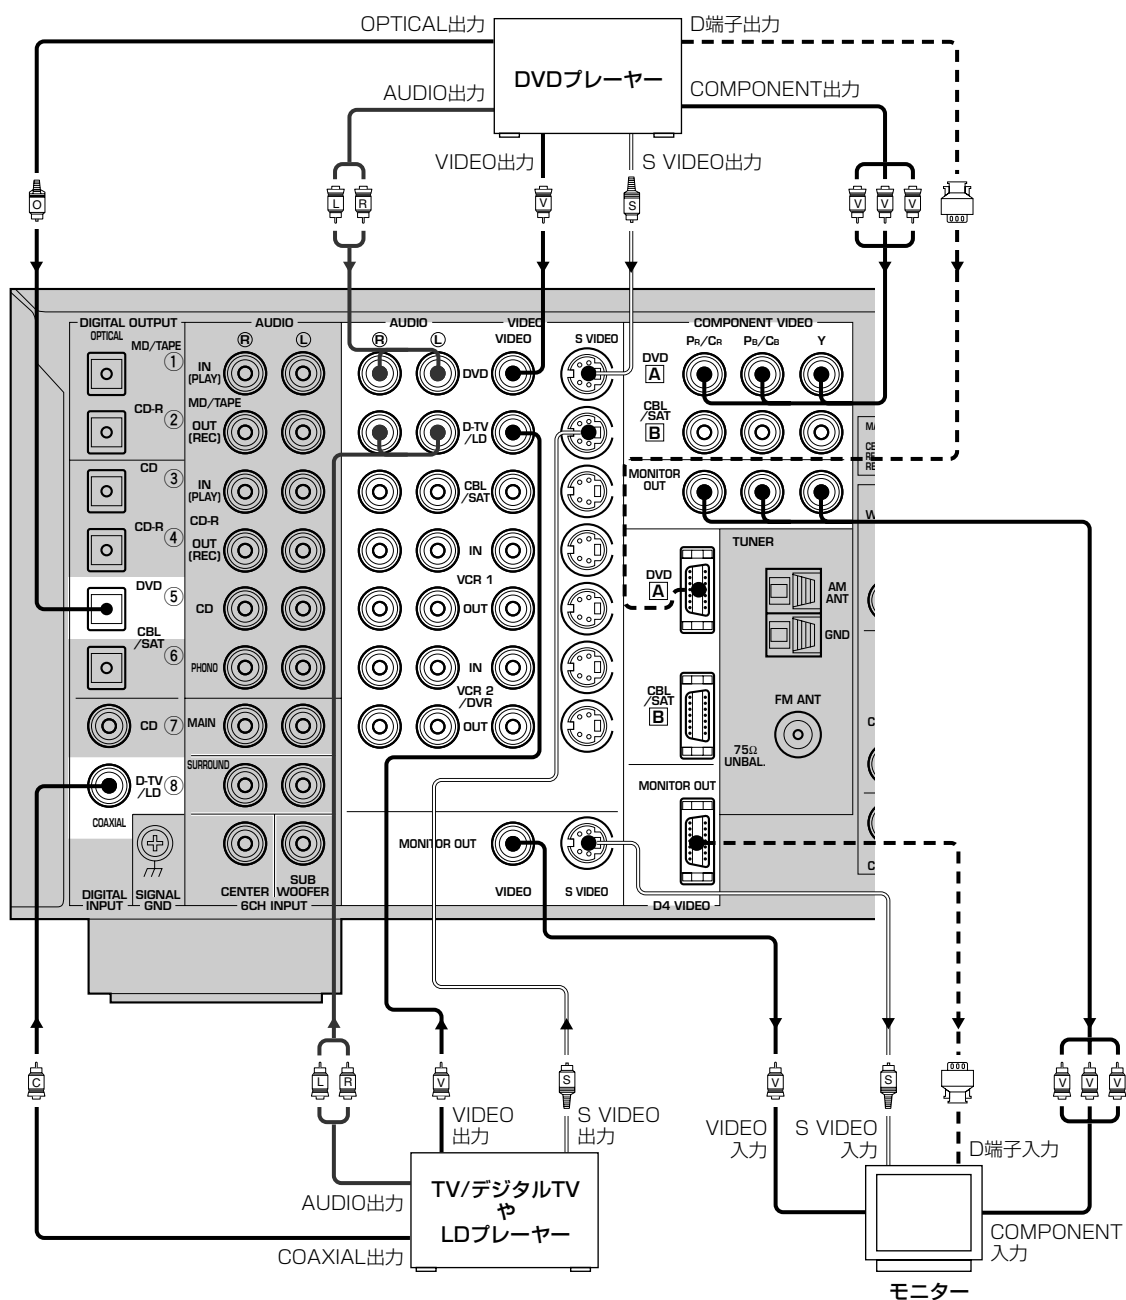 OPTICAL出力
D端子出力
DVDプレーヤー
AUDIO出力
COMPONENT出力
VIDEO出力
S VIDEO出力
O
L
R
V
S
V
V
V
DIGITAL OUTPUT
OPTICAL
MD/TAPE
①
CD-R
②
CD
③
CD-R
④
DVD
⑤
CBL
/SAT
⑥
CD
⑦
D-TV
/LD
⑧
COAXIAL
DIGITAL
INPUT
SIGNAL
GND
AUDIO
R
L
IN
(PLAY)
MD/TAPE
OUT
(REC)
IN
(PLAY)
CD-R
OUT
(REC)
CD
PHONO
MAIN
SURROUND
CENTER
SUB
WOOFER
6CH INPUT
AUDIO
R
L
VIDEO
VIDEO
S VIDEO
DVD
D-TV
/LD
CBL
/SAT
IN
VCR 1
OUT
IN
VCR 2
/DVR
OUT
MONITOR OUT
VIDEO
S VIDEO
COMPONENT VIDEO
PR/CR
PB/CB
Y
DVD
A
CBL
/SAT
B
MONITOR
OUT
DVD
A
CBL
/SAT
B
MONITOR OUT
D4 VIDEO
TUNER
AM
ANT
GND
FM ANT
75Ω
UNBAL.
C
L
R
V
S
V
S
V
V
V
VIDEO
出力
S VIDEO
出力
VIDEO
入力
S VIDEO
入力
D端子入力
AUDIO出力
TV/デジタルTV
や
LDプレーヤー
COAXIAL出力
COMPONENT
入力
モニター